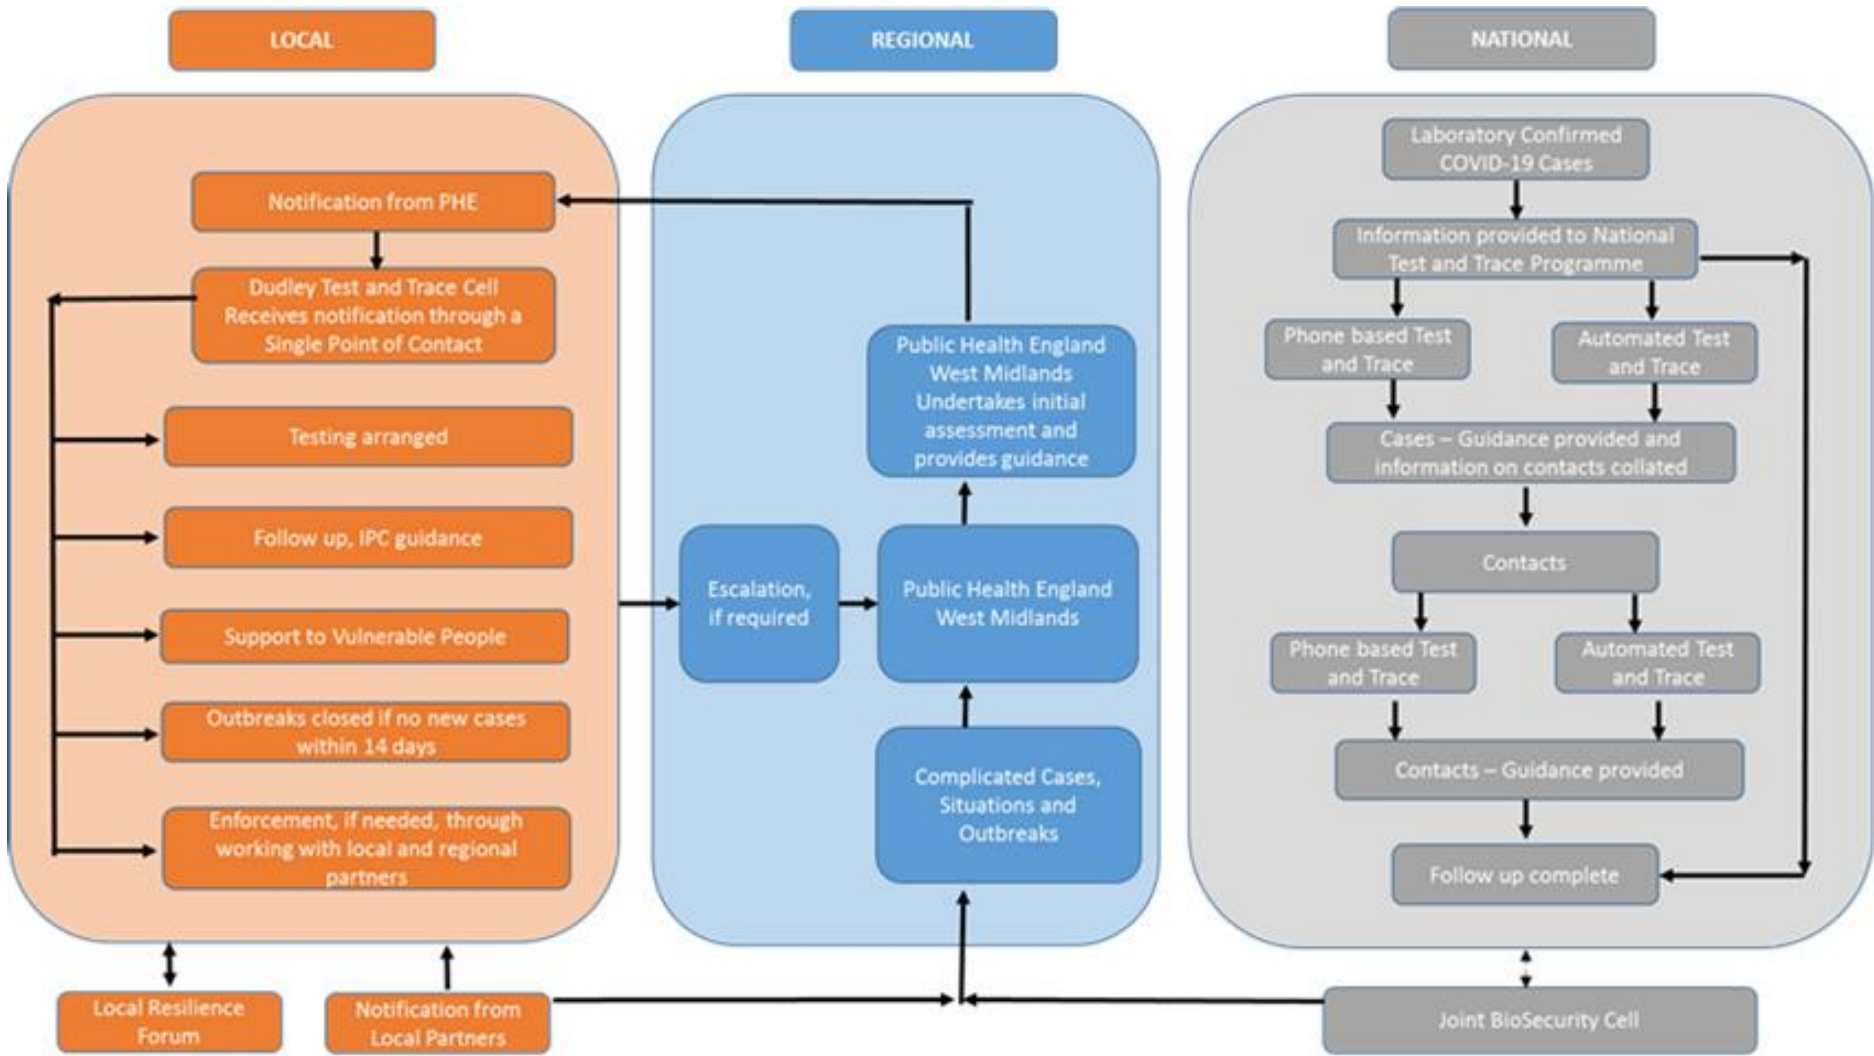 LOCAL
Notification from PHE
Dudley Test and Trace Cell
Receives notification through a
Single Point of Contact
Testing arranged
Follow up, IPC guidance
Support to Vulnerable People
Outbreaks closed if no new cases
within 14 days
Enforcement, if needed, through
working with local and regional
partners
Local Resilience
Forum
Notification from
Local Partners
REGIONAL
Public Health England
West Midlands
Undertakes initial
assessment and
provides guidance
Escalation,
if required
Public Health England
West Midlands
Complicated Cases,
Situations and
Outbreaks
NATIONAL
Laboratory Confirmed
COVID-19 Cases
Information provided to National
Test and Trace Programme
Phone based Test
and Trace
Automated Test
and Trace
Cases – Guidance provided and
information on contacts collated
Contacts
Phone based Test
and Trace
Automated Test
and Trace
Contacts – Guidance provided
Follow up complete
Joint BioSecurity Cell